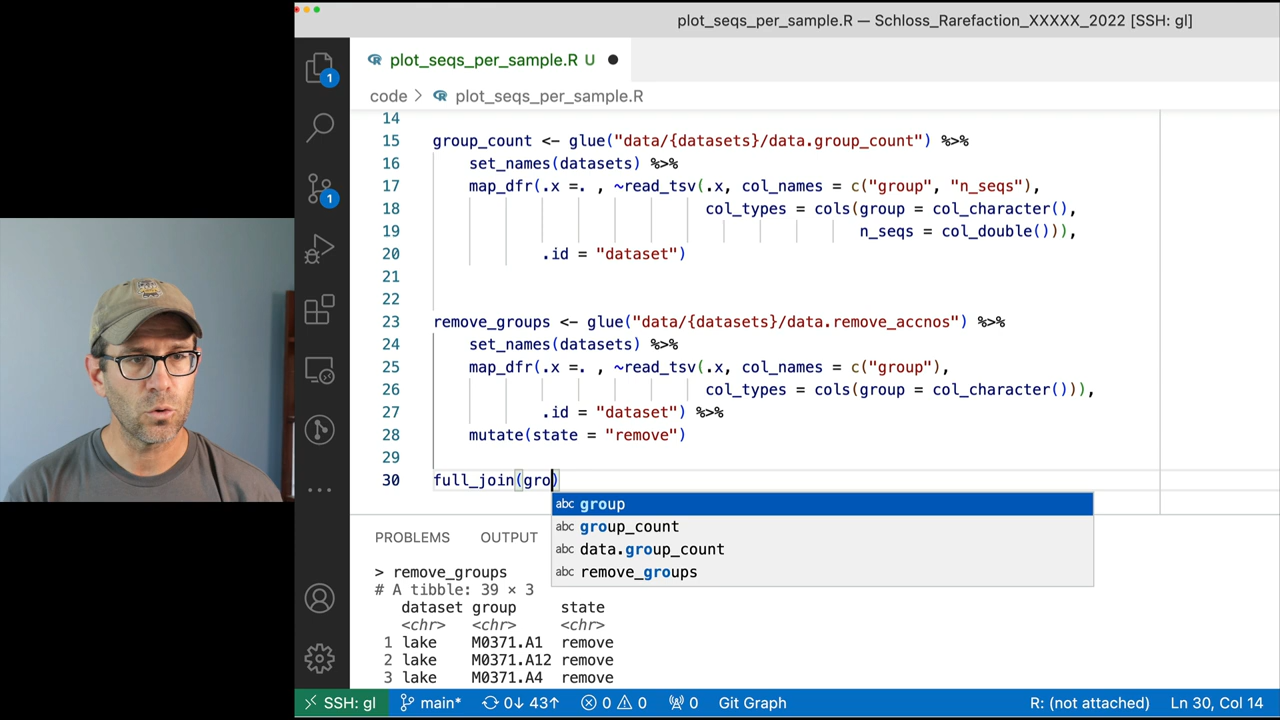 plot_seqs_per_sample.R — Schloss_Rarefaction_XXXXX_2022 [SSH: gl]
plot_seqs_per_sample.R U
code > plot_seqs_per_sample.R
1
1
14
15 group_count <- glue("data/{datasets}/data.group_count") %>%
16 set_names(datasets) %>%
17 map_dfr(.x =. , ~read_tsv(.x, col_names = c("group", "n_seqs"),
18 col_types = cols(group = col_character(),
19 n_seqs = col_double())),
20 .id = "dataset")
21
22
23 remove_groups <- glue("data/{datasets}/data.remove_accnos") %>%
24 set_names(datasets) %>%
25 map_dfr(.x =. , ~read_tsv(.x, col_names = c("group"),
26 col_types = cols(group = col_character())),
27 .id = "dataset") %>%
28 mutate(state = "remove")
29
30 full_join(gro)
abc group
abc group_count
abc data.group_count
abc remove_groups
PROBLEMS OUTPUT
> remove_groups
# A tibble: 39 × 3
dataset group state
<chr> <chr> <chr>
1 lake M0371.A1 remove
2 lake M0371.A12 remove
3 lake M0371.A4 remove
SSH: gl main* 0↓ 43↑ 0 0 0 Git Graph R: (not attached) Ln 30, Col 14